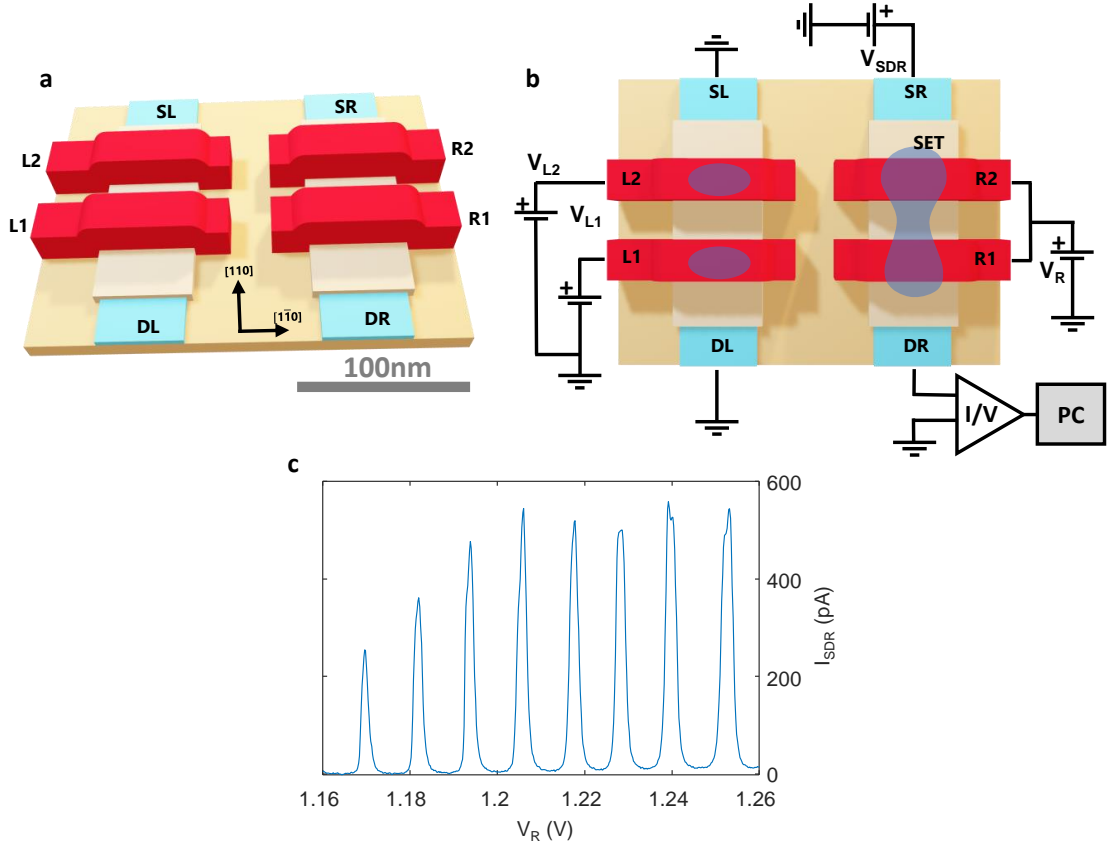 a
SL
SR
L2
R2
L1
R1
[110]
[11̄0]
DL
DR
100nm
b
V_SDR
+
SL
SR
SET
V_L2
L2
R2
+
V_L1
L1
R1
+
V_R
+
DL
DR
I/V
PC
c
600
400
200
0
I_SDR (pA)
1.16
1.18
1.2
1.22
1.24
1.26
V_R (V)